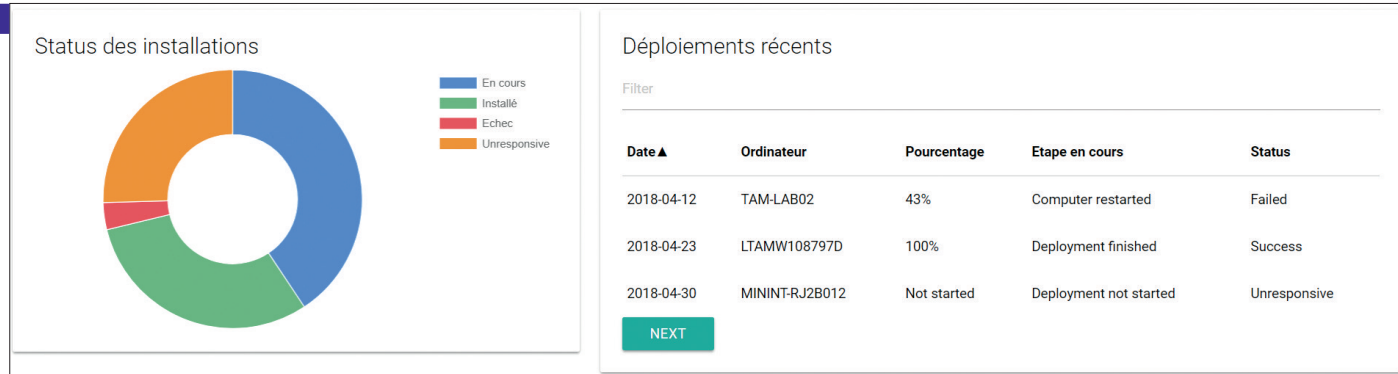 Status des installations
En cours
Installé
Echec
Unresponsive
Déploiements récents
Filter
Date▲ Ordinateur Pourcentage Etape en cours Status
2018-04-12 TAM-LAB02 43% Computer restarted Failed
2018-04-23 LTAMW108797D 100% Deployment finished Success
2018-04-30 MININT-RJ2B012 Not started Deployment not started Unresponsive
NEXT